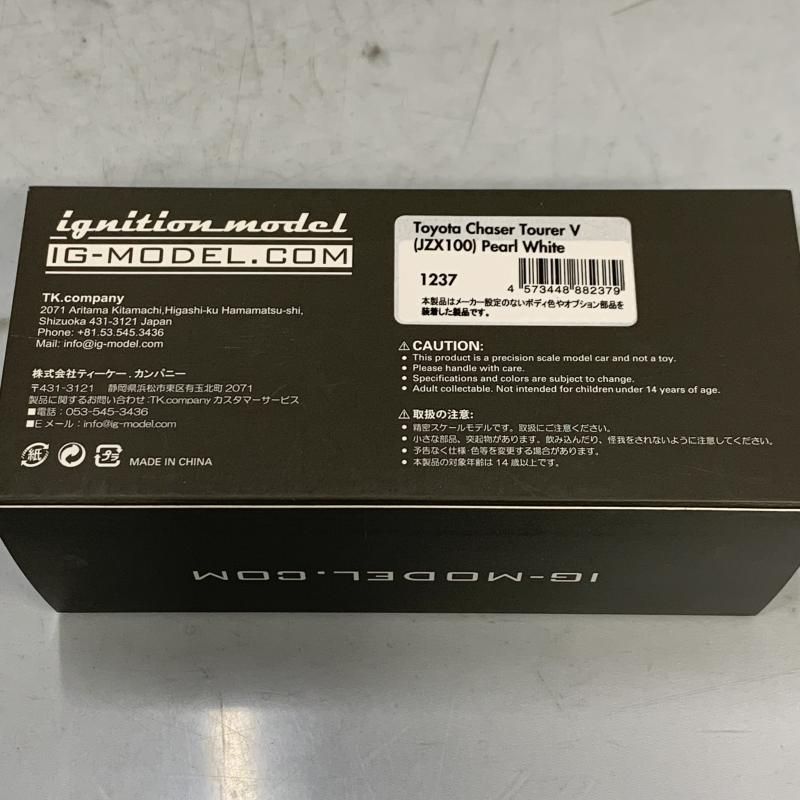 ignition model
IG-MODEL.COM
TK.company
2071 Aritama Kitamachi,Higashi-ku Hamamatsu-shi,
Shizuoka 431-3121 Japan
Phone: +81.53.545.3436
Mail: info@ig-model.com
株式会社ティーケー.カンパニー
〒431-3121 静岡県浜松市東区有玉北町2071
製品に関するお問い合わせ:TK.company カスタマーサービス
■電話：053-545-3436
■Eメール：info@ig-model.com
紙 プラ MADE IN CHINA
Toyota Chaser Tourer V
(JZX100) Pearl White
1237
4 573448 882379
本製品はメーカー設定のないボディ色やオプション部品を
装着した製品です。
⚠CAUTION:
● This product is a precision scale model car and not a toy.
● Please handle with care.
● Specifications and colors are subject to change.
● Adult collectable. Not intended for children under 14 years of age.
⚠取扱の注意:
● 精密スケールモデルです。取扱にご注意ください。
● 小さな部品、突起物があります。飲み込んだり、怪我をされないように注意してください。
● 予告なく仕様・色等を変更する場合があります。
● 本製品の対象年齢は14歳以上です。
IG-MODEL.COM